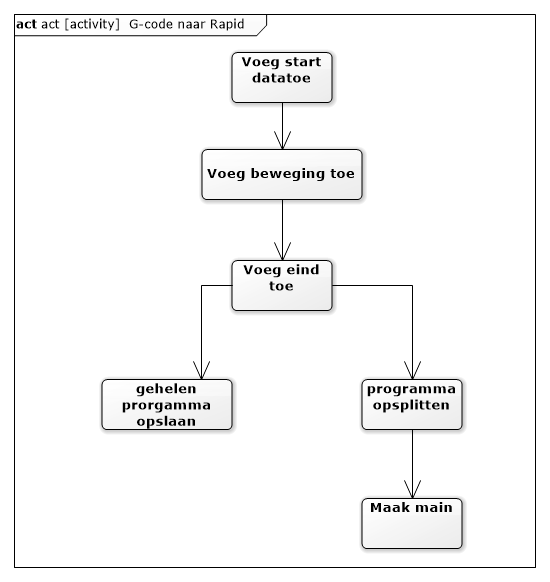 act act [activity] G-code naar Rapid
Voeg start
datatoe
Voeg beweging toe
Voeg eind
toe
gehelen
prorgamma
opslaan
programma
opsplitten
Maak main